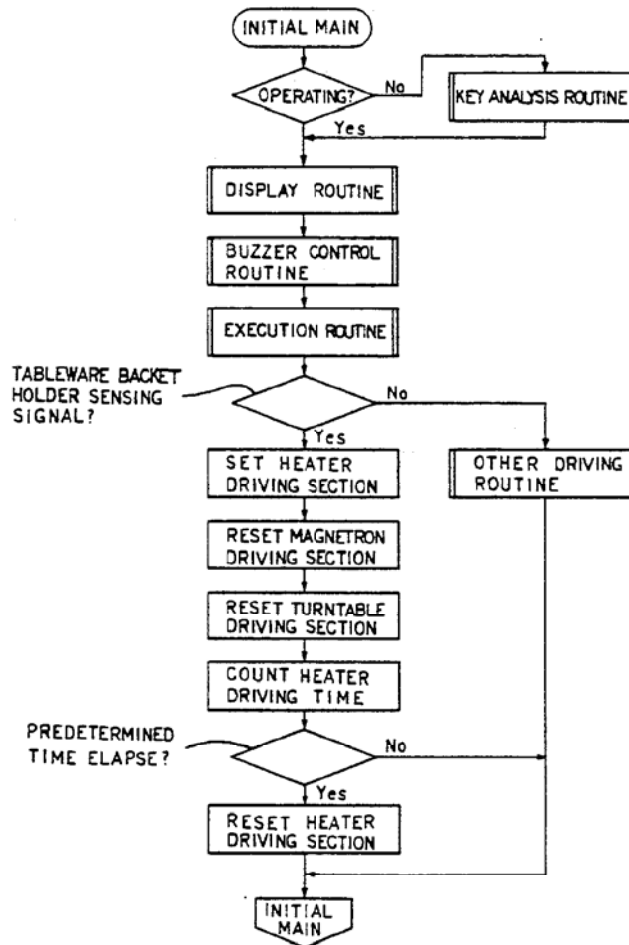 INITIAL MAIN
OPERATING?
No
KEY ANALYSIS ROUTINE
Yes
DISPLAY ROUTINE
BUZZER CONTROL
ROUTINE
EXECUTION ROUTINE
TABLEWARE BACKET
HOLDER SENSING
SIGNAL?
No
Yes
SET HEATER
DRIVING SECTION
OTHER DRIVING
ROUTINE
RESET MAGNETRON
DRIVING SECTION
RESET TURNTABLE
DRIVING SECTION
COUNT HEATER
DRIVING TIME
PREDETERMINED
TIME ELAPSE?
No
Yes
RESET HEATER
DRIVING SECTION
INITIAL
MAIN